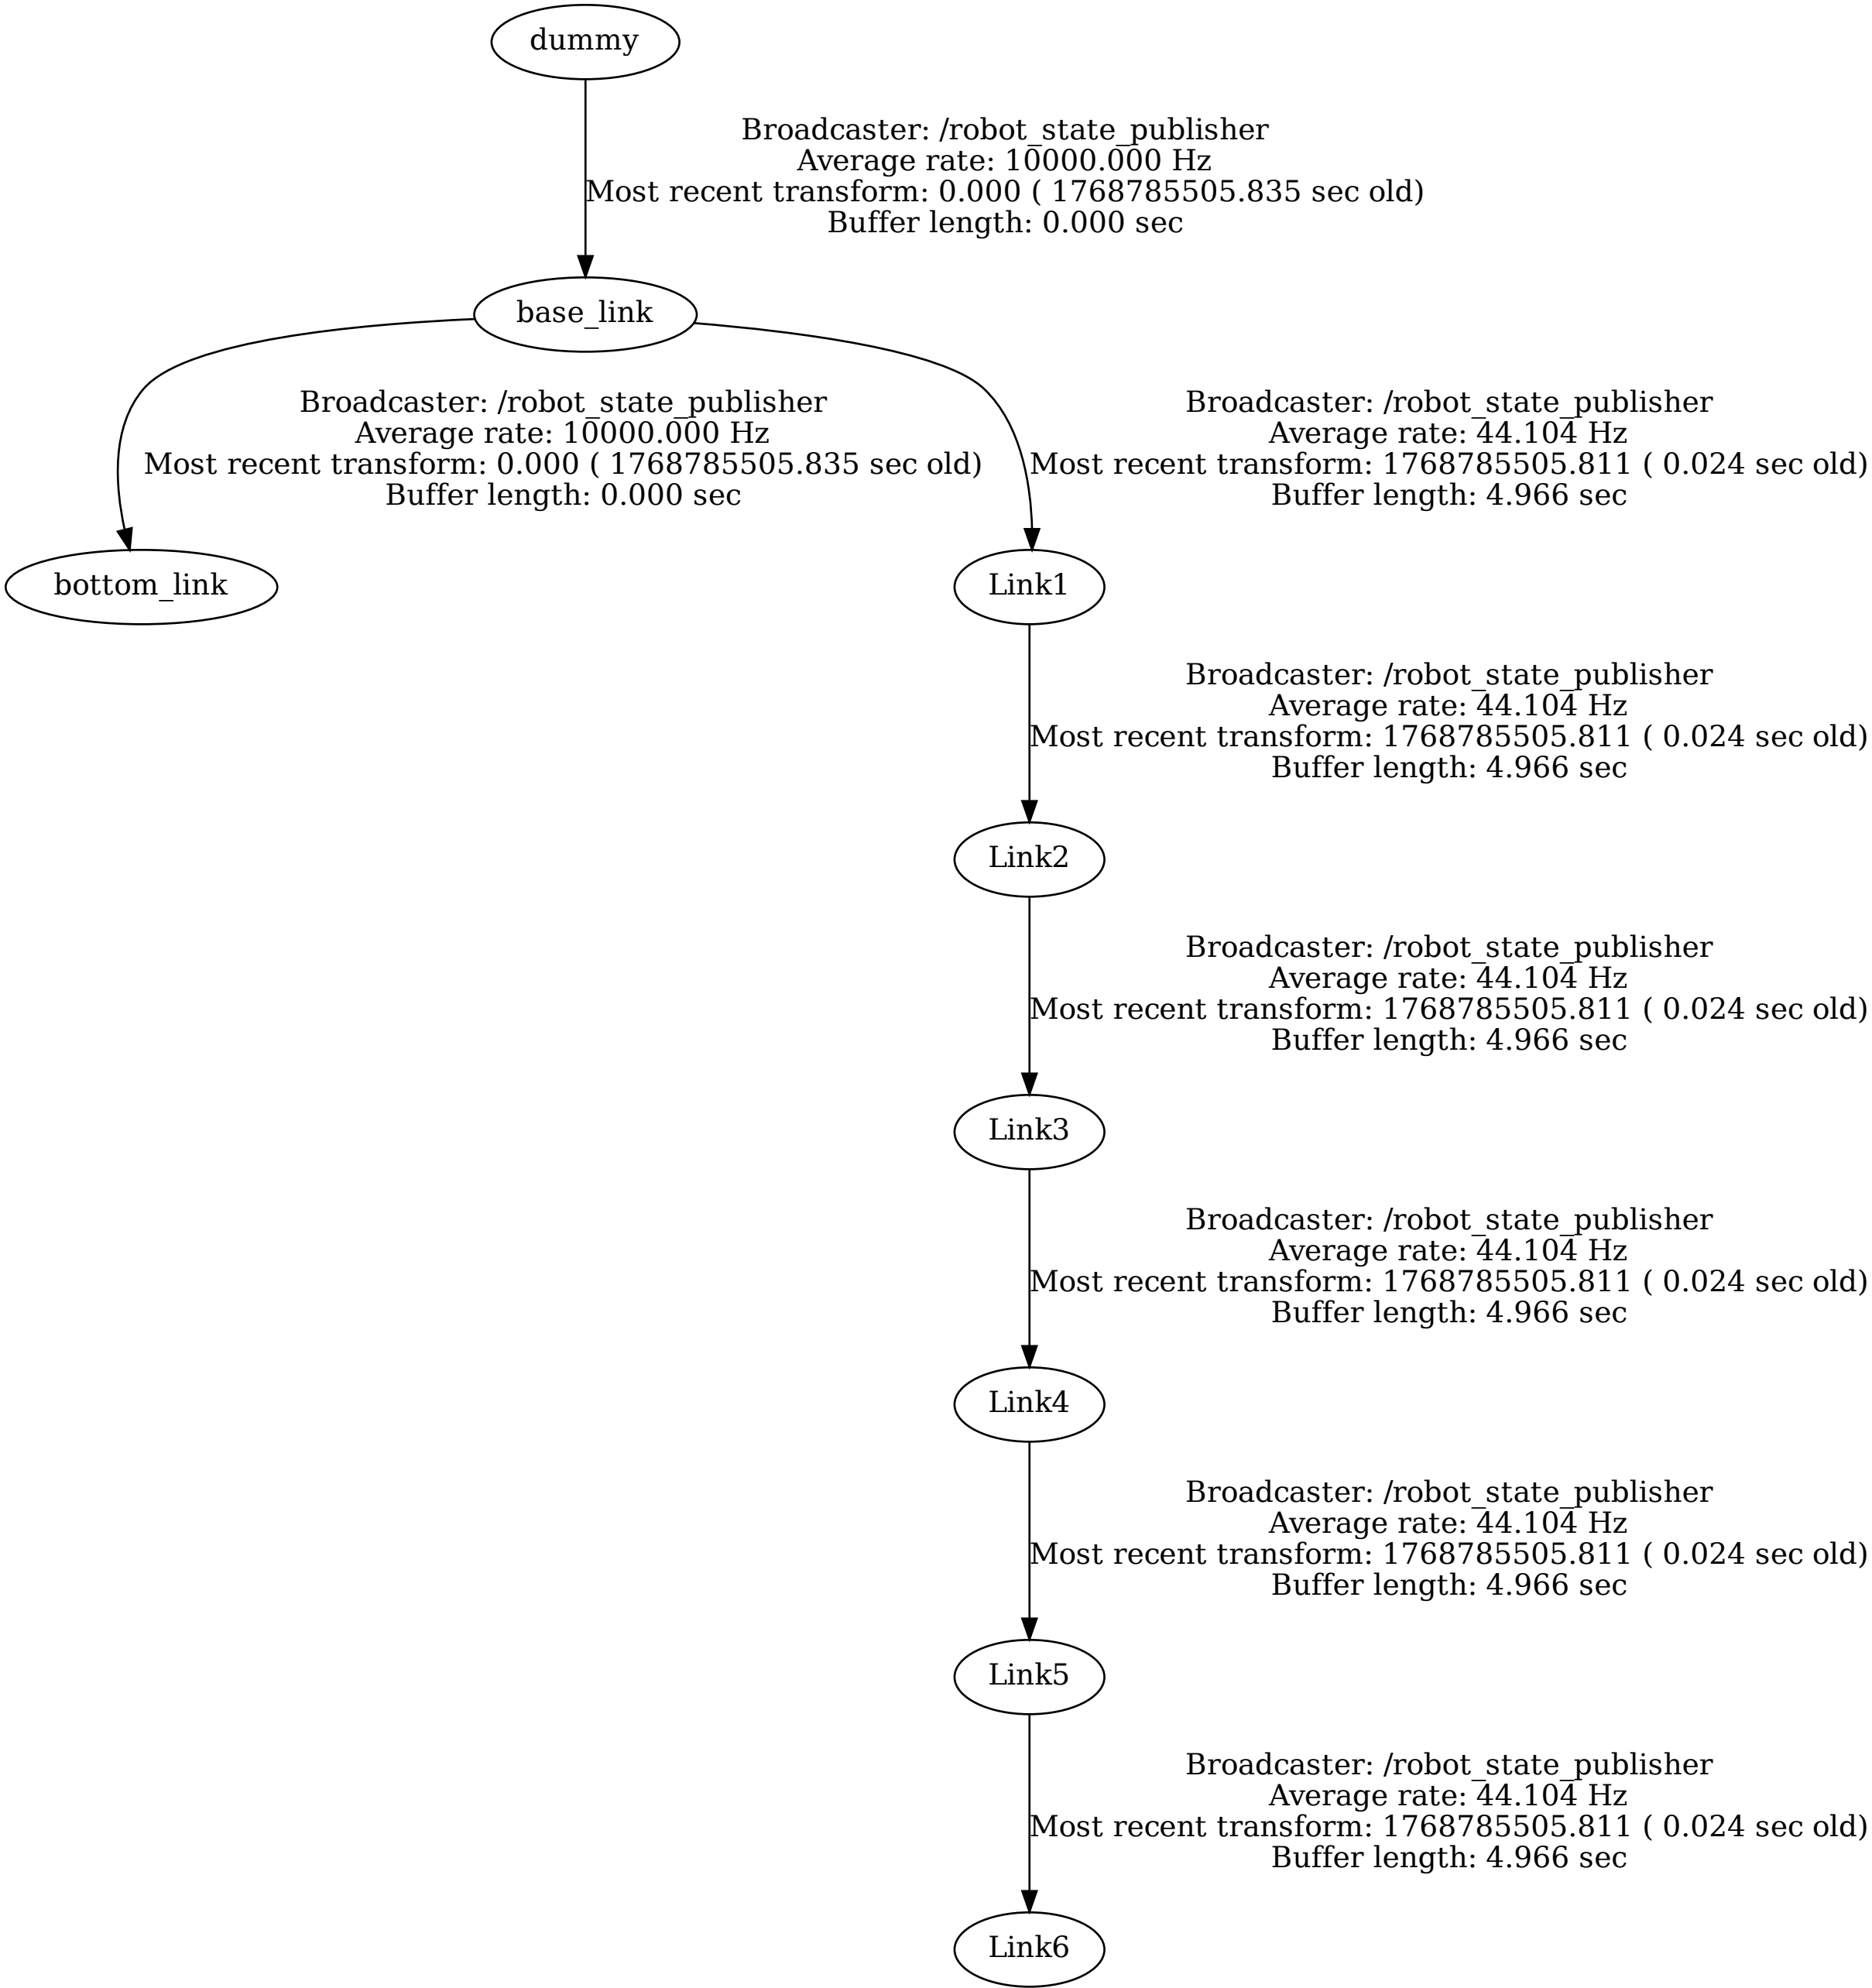 dummy
Broadcaster: /robot_state_publisher
Average rate: 10000.000 Hz
Most recent transform: 0.000 ( 1768785505.835 sec old)
Buffer length: 0.000 sec
base_link
Broadcaster: /robot_state_publisher
Average rate: 10000.000 Hz
Most recent transform: 0.000 ( 1768785505.835 sec old)
Buffer length: 0.000 sec
Broadcaster: /robot_state_publisher
Average rate: 44.104 Hz
Most recent transform: 1768785505.811 ( 0.024 sec old)
Buffer length: 4.966 sec
bottom_link
Link1
Broadcaster: /robot_state_publisher
Average rate: 44.104 Hz
Most recent transform: 1768785505.811 ( 0.024 sec old)
Buffer length: 4.966 sec
Link2
Broadcaster: /robot_state_publisher
Average rate: 44.104 Hz
Most recent transform: 1768785505.811 ( 0.024 sec old)
Buffer length: 4.966 sec
Link3
Broadcaster: /robot_state_publisher
Average rate: 44.104 Hz
Most recent transform: 1768785505.811 ( 0.024 sec old)
Buffer length: 4.966 sec
Link4
Broadcaster: /robot_state_publisher
Average rate: 44.104 Hz
Most recent transform: 1768785505.811 ( 0.024 sec old)
Buffer length: 4.966 sec
Link5
Broadcaster: /robot_state_publisher
Average rate: 44.104 Hz
Most recent transform: 1768785505.811 ( 0.024 sec old)
Buffer length: 4.966 sec
Link6